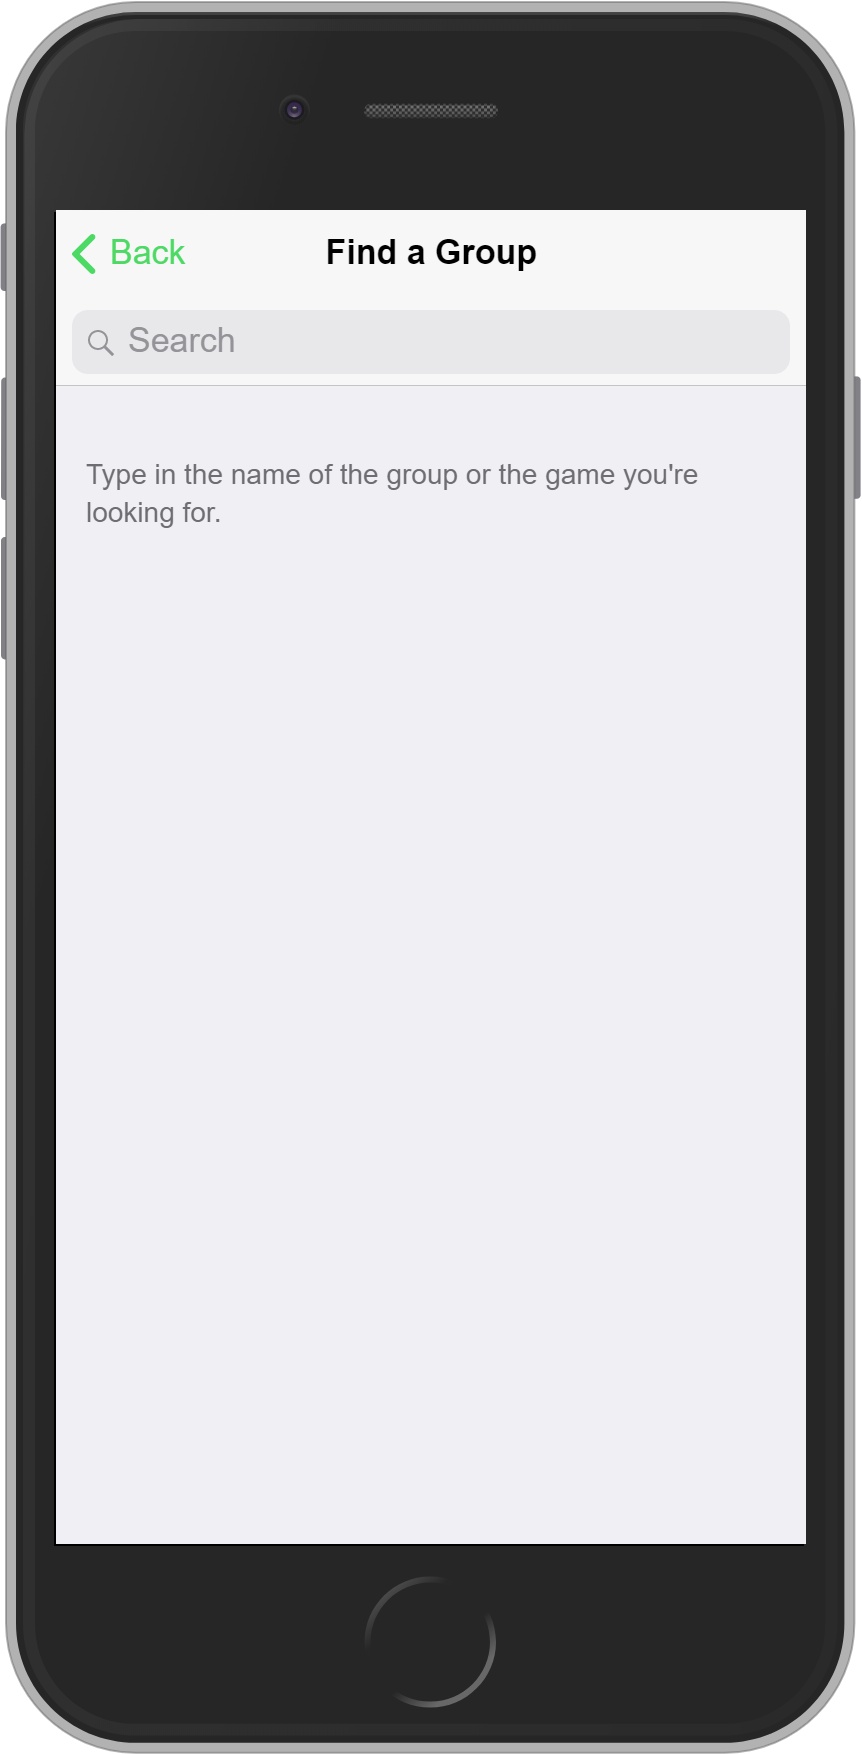 Back
Find a Group
Search
Type in the name of the group or the game you're
looking for.